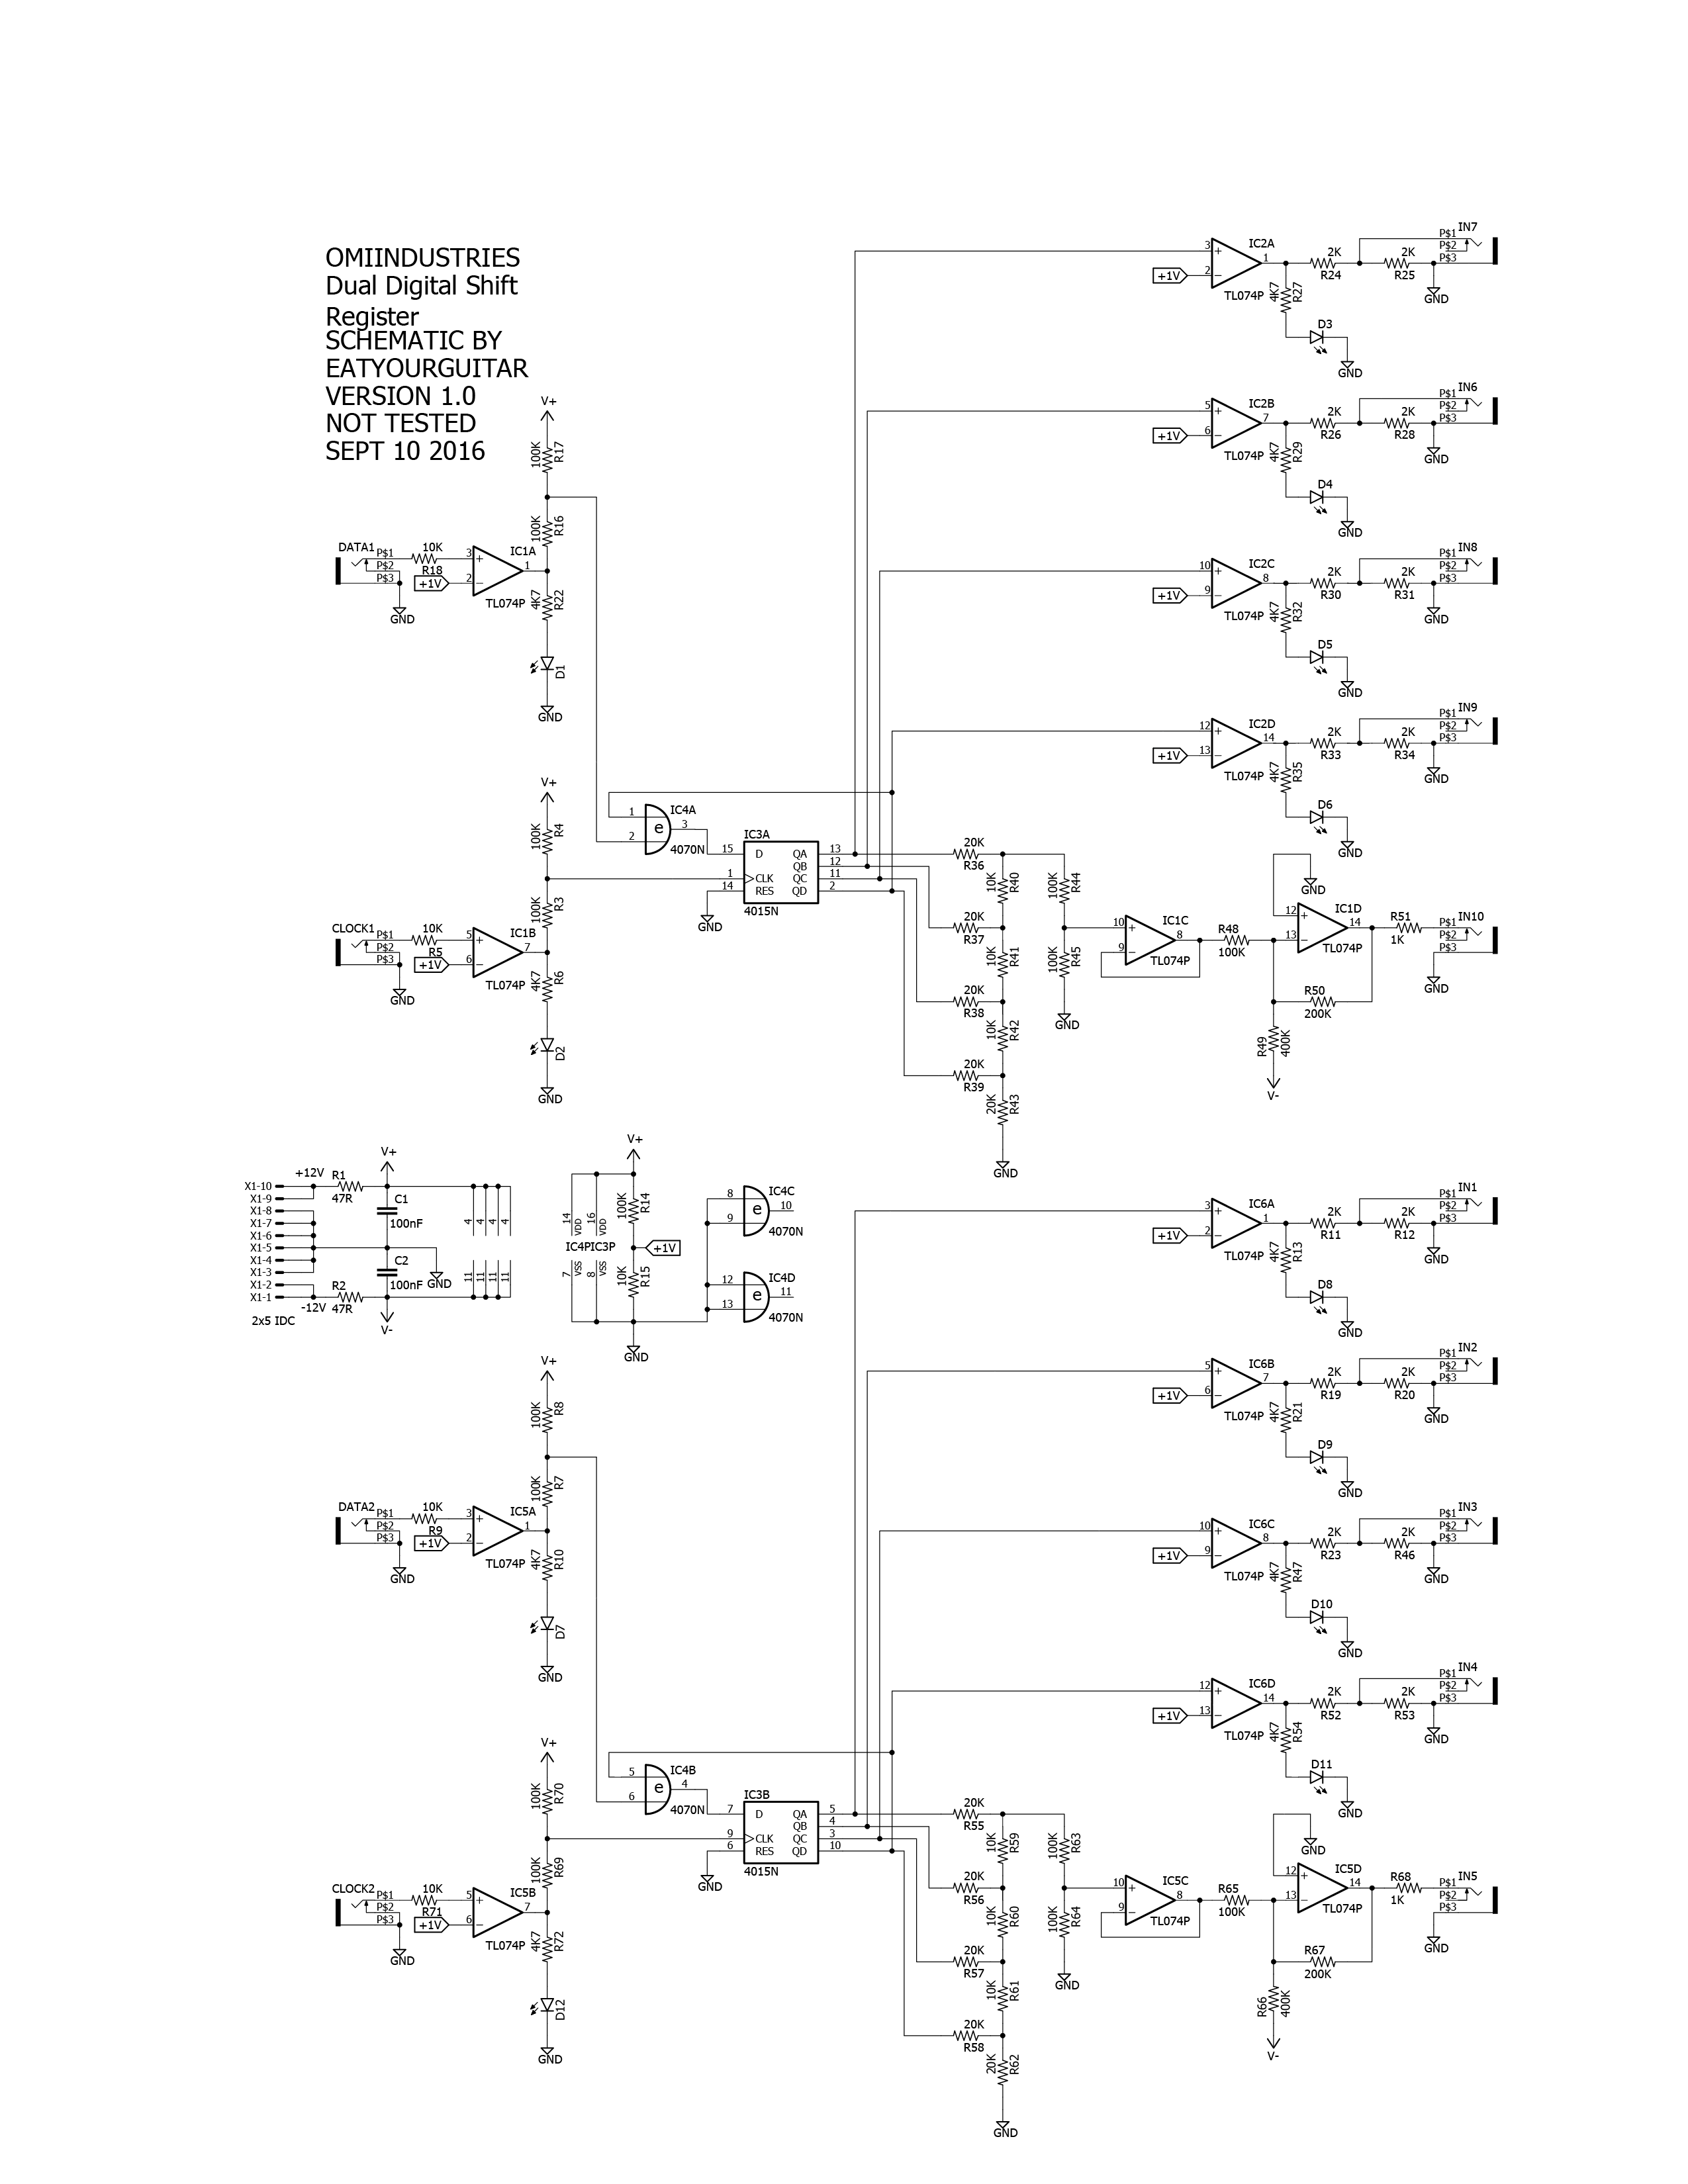 OMIINDUSTRIES
Dual Digital Shift
Register
SCHEMATIC BY
EATYOURGUITAR
VERSION 1.0
NOT TESTED
SEPT 10 2016
V+
100K R17
100K R16
DATA1 P$1 P$2 P$3
10K R18
+1V
GND
3 2 1 IC1A TL074P
4K7 R22
D1
GND
V+
100K R4
100K R3
CLOCK1 P$1 P$2 P$3
10K R5
+1V
GND
5 6 7 IC1B TL074P
4K7 R6
D2
GND
1 2 3 IC4A e 4070N
IC3A
15 D QA 13
QB 12
1 CLK QC 11
14 RES QD 2
4015N
GND
3 2 1 IC2A TL074P
+1V
2K R24
2K R25
4K7 R27
D3
GND
P$1 P$2 P$3 IN7
GND
5 6 7 IC2B TL074P
+1V
2K R26
2K R28
4K7 R29
D4
GND
P$1 P$2 P$3 IN6
GND
10 9 8 IC2C TL074P
+1V
2K R30
2K R31
4K7 R32
D5
GND
P$1 P$2 P$3 IN8
GND
12 13 14 IC2D TL074P
+1V
2K R33
2K R34
4K7 R35
D6
GND
P$1 P$2 P$3 IN9
GND
20K R36
20K R37
20K R38
20K R39
10K R40
10K R41
10K R42
20K R43
GND
100K R44
100K R45
GND
10 9 8 IC1C TL074P
R48 100K
GND
12 13 14 IC1D TL074P
R50 200K
R49 400K
V-
R51 1K
P$1 P$2 P$3 IN10
GND
X1-10
X1-9
X1-8
X1-7
X1-6
X1-5
X1-4
X1-3
X1-2
X1-1
2x5 IDC
+12V
R1 47R
-12V
R2 47R
V+
C1 100nF
C2 100nF
V-
GND
4 4 4 4
11 11 11 11
V+
14 VDD 16 VDD
IC4P IC3P
7 VSS 8 VSS
100K R14
+1V
10K R15
GND
8 9 10 IC4C e 4070N
12 13 11 IC4D e 4070N
V+
100K R8
100K R7
DATA2 P$1 P$2 P$3
10K R9
+1V
GND
3 2 1 IC5A TL074P
4K7 R10
D7
GND
V+
100K R70
100K R69
CLOCK2 P$1 P$2 P$3
10K R71
+1V
GND
5 6 7 IC5B TL074P
4K7 R72
D12
GND
5 6 4 IC4B e 4070N
IC3B
7 D QA 5
QB 4
9 CLK QC 3
6 RES QD 10
4015N
GND
3 2 1 IC6A TL074P
+1V
2K R11
2K R12
4K7 R13
D8
GND
P$1 P$2 P$3 IN1
GND
5 6 7 IC6B TL074P
+1V
2K R19
2K R20
4K7 R21
D9
GND
P$1 P$2 P$3 IN2
GND
10 9 8 IC6C TL074P
+1V
2K R23
2K R46
4K7 R47
D10
GND
P$1 P$2 P$3 IN3
GND
12 13 14 IC6D TL074P
+1V
2K R52
2K R53
4K7 R54
D11
GND
P$1 P$2 P$3 IN4
GND
20K R55
20K R56
20K R57
20K R58
10K R59
10K R60
10K R61
20K R62
GND
100K R63
100K R64
GND
10 9 8 IC5C TL074P
R65 100K
GND
12 13 14 IC5D TL074P
R67 200K
R66 400K
V-
R68 1K
P$1 P$2 P$3 IN5
GND